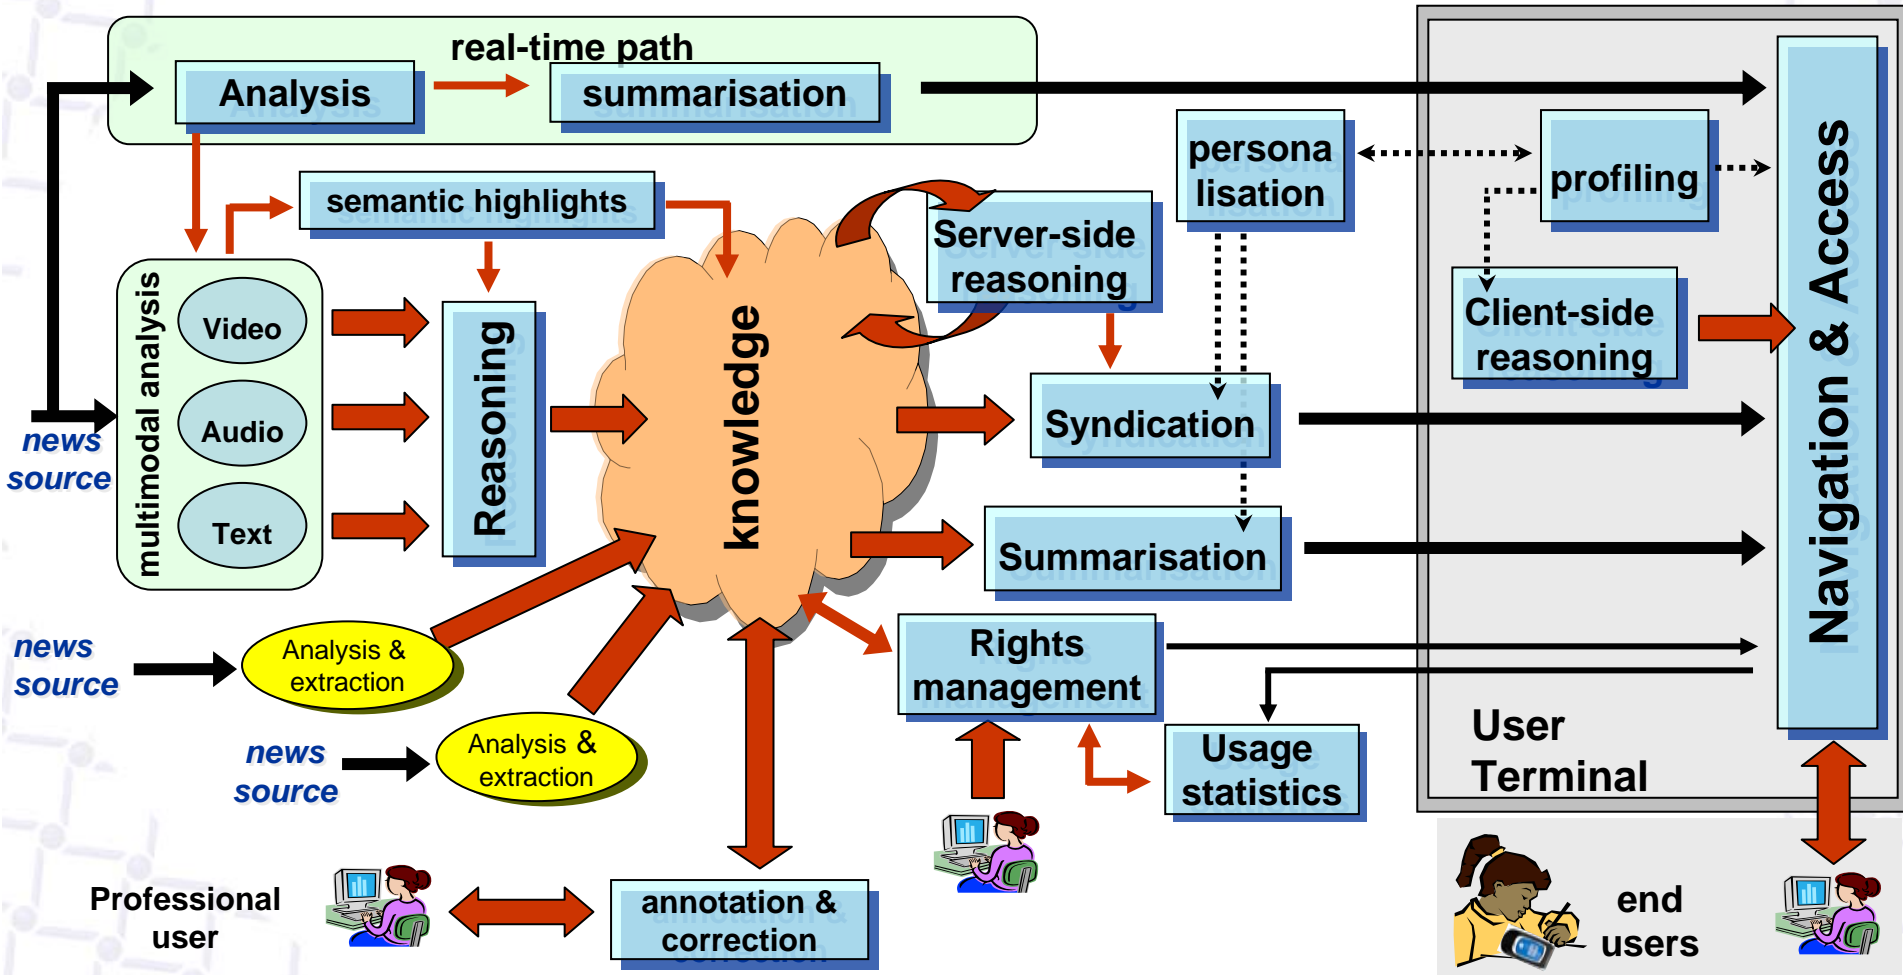 real-time path
Analysis
summarisation
persona
lisation
profiling
semantic highlights
Server-side
reasoning
Client-side
reasoning
Navigation & Access
multimodal analysis
Video
Audio
Text
Reasoning
knowledge
Syndication
Summarisation
news
source
news
source
Analysis &
extraction
news
source
Analysis &
extraction
Rights
management
Usage
statistics
User
Terminal
Professional
user
annotation &
correction
end
users